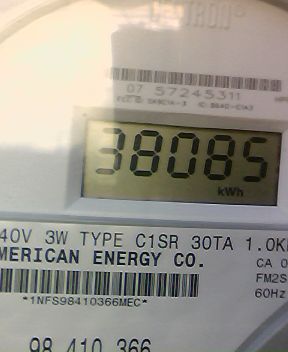 CENTRON®
07 57245311
38085
kWh
40V 3W TYPE C1SR 30TA 1.0K
MERICAN ENERGY CO.
CA 0
FM2S
*1NFS98410366MEC*
60Hz
98 410 366